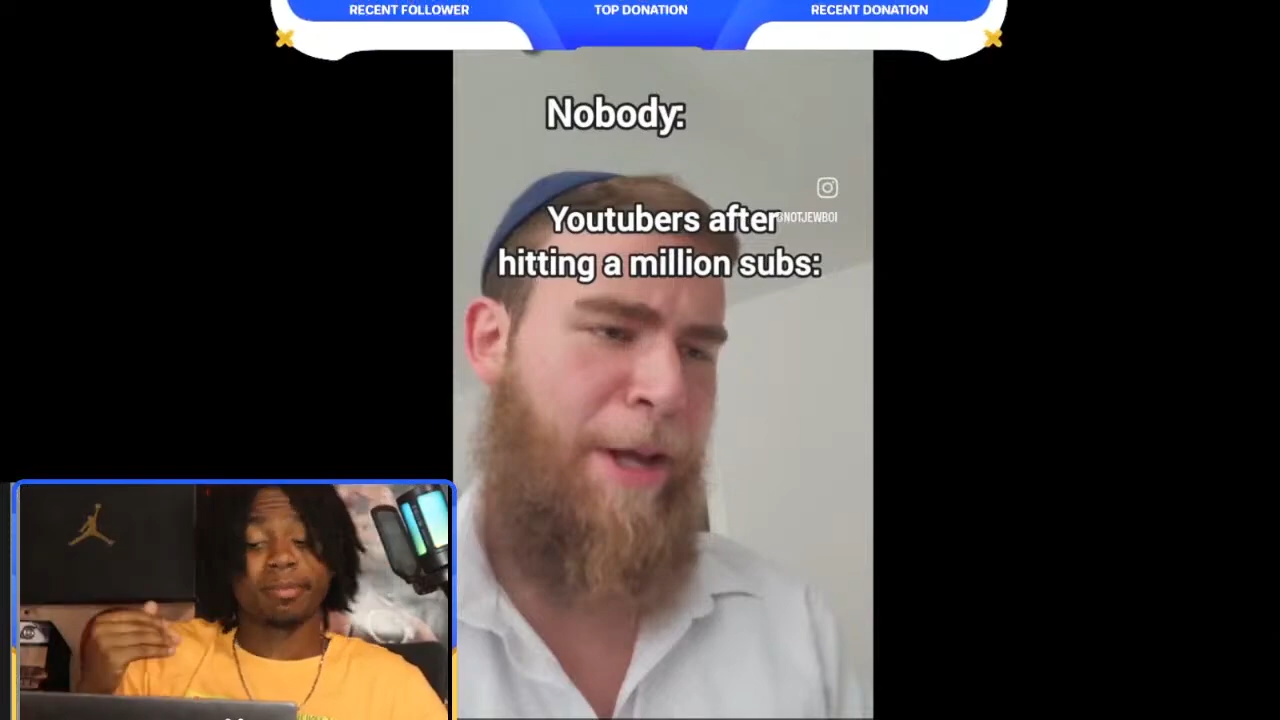 RECENT FOLLOWER
TOP DONATION
RECENT DONATION
Nobody:
Youtubers after
hitting a million subs:
NOTJEWBOI